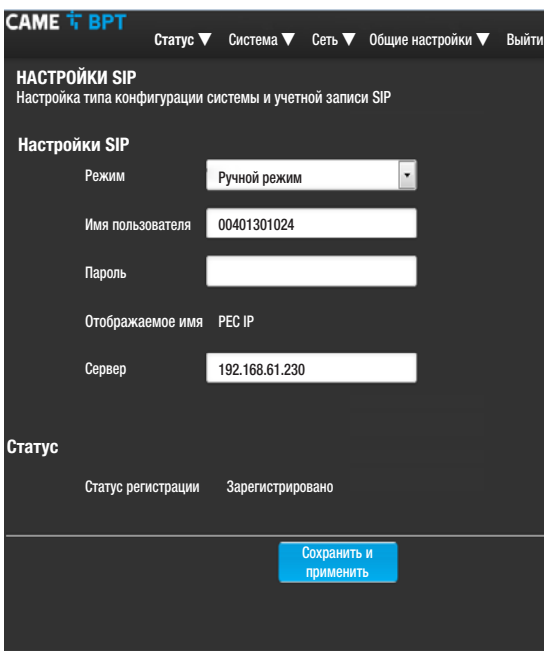 CAME BPT
Статус ▼ Система ▼ Сеть ▼ Общие настройки ▼ Выйти
НАСТРОЙКИ SIP
Настройка типа конфигурации системы и учетной записи SIP
Настройки SIP
Режим Ручной режим
Имя пользователя 00401301024
Пароль
Отображаемое имя PEC IP
Сервер 192.168.61.230
Статус
Статус регистрации Зарегистрировано
Сохранить и
применить